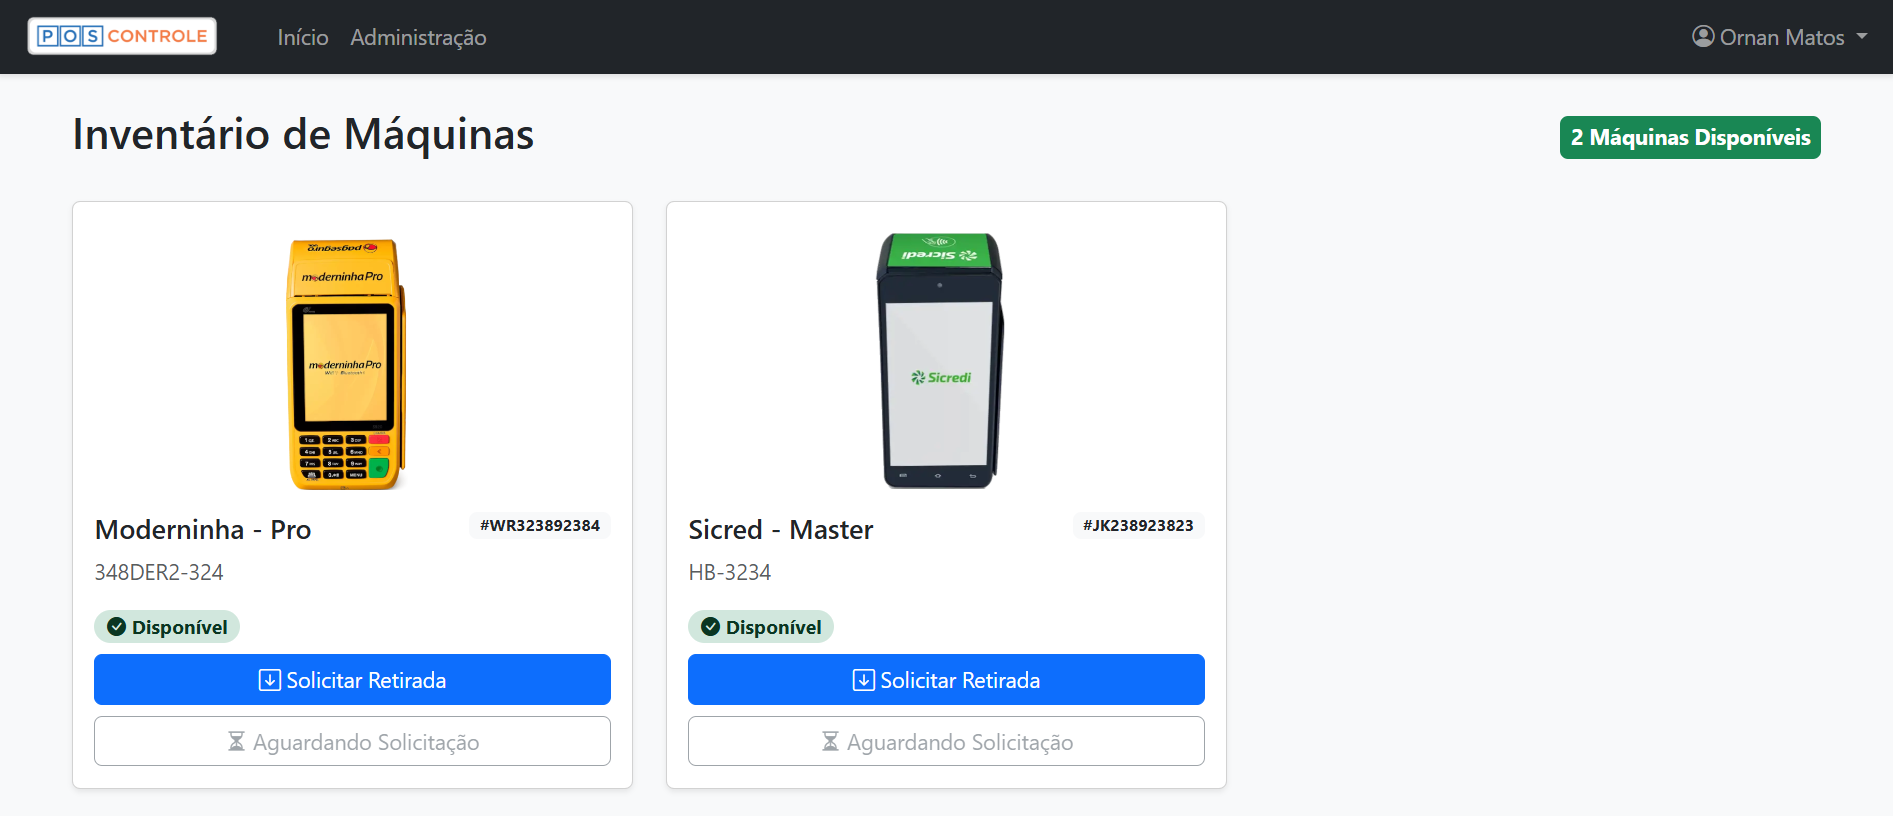 POS CONTROLE
Início Administração
Ornan Matos
Inventário de Máquinas
2 Máquinas Disponíveis
pagseguro
moderninha Pro
moderninha Pro
Sicredi
Sicredi
Moderninha - Pro
#WR323892384
348DER2-324
Disponível
Solicitar Retirada
Aguardando Solicitação
Sicred - Master
#JK238923823
HB-3234
Disponível
Solicitar Retirada
Aguardando Solicitação